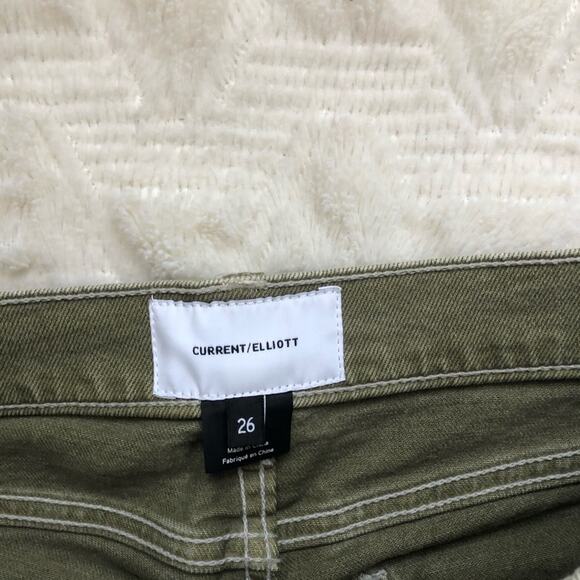 CURRENT/ELLIOTT
26
Made in China
Fabriqué en Chine